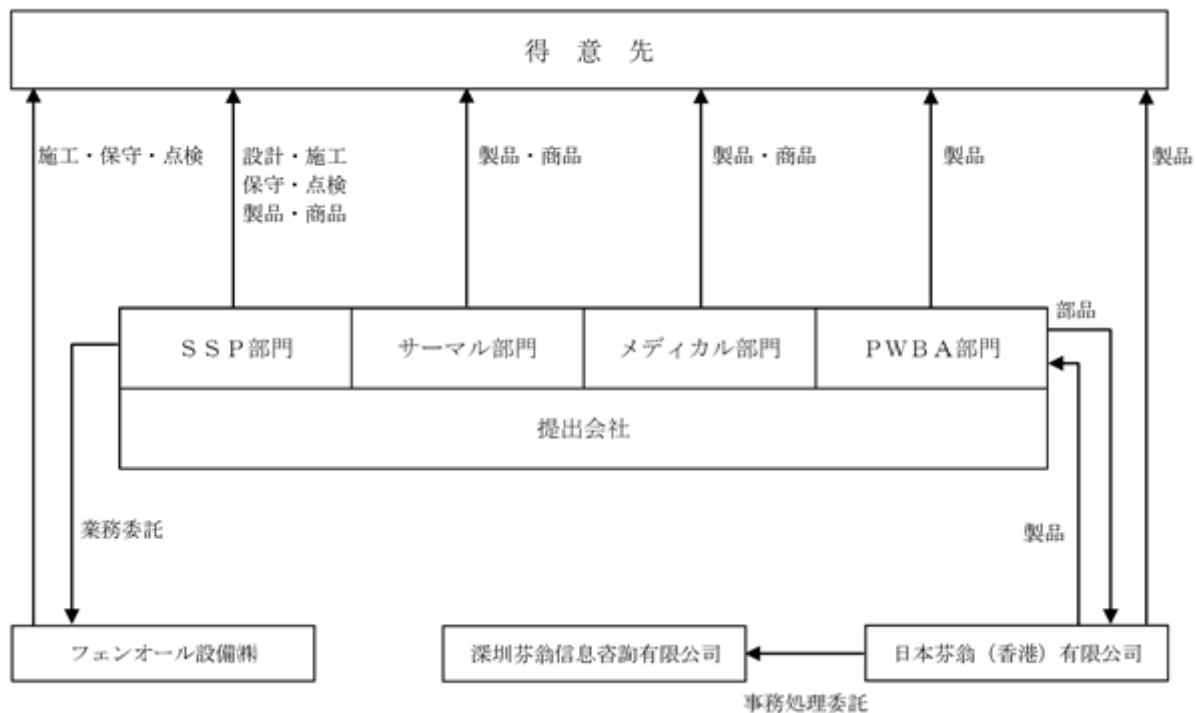 得 意 先
施工・保守・点検
設計・施工
保守・点検
製品・商品
製品・商品
製品・商品
製品
製品
部品
ＳＳＰ部門
サーマル部門
メディカル部門
ＰＷＢＡ部門
提出会社
業務委託
製品
フェンオール設備㈱
深圳芬翁信息咨詢有限公司
日本芬翁（香港）有限公司
事務処理委託